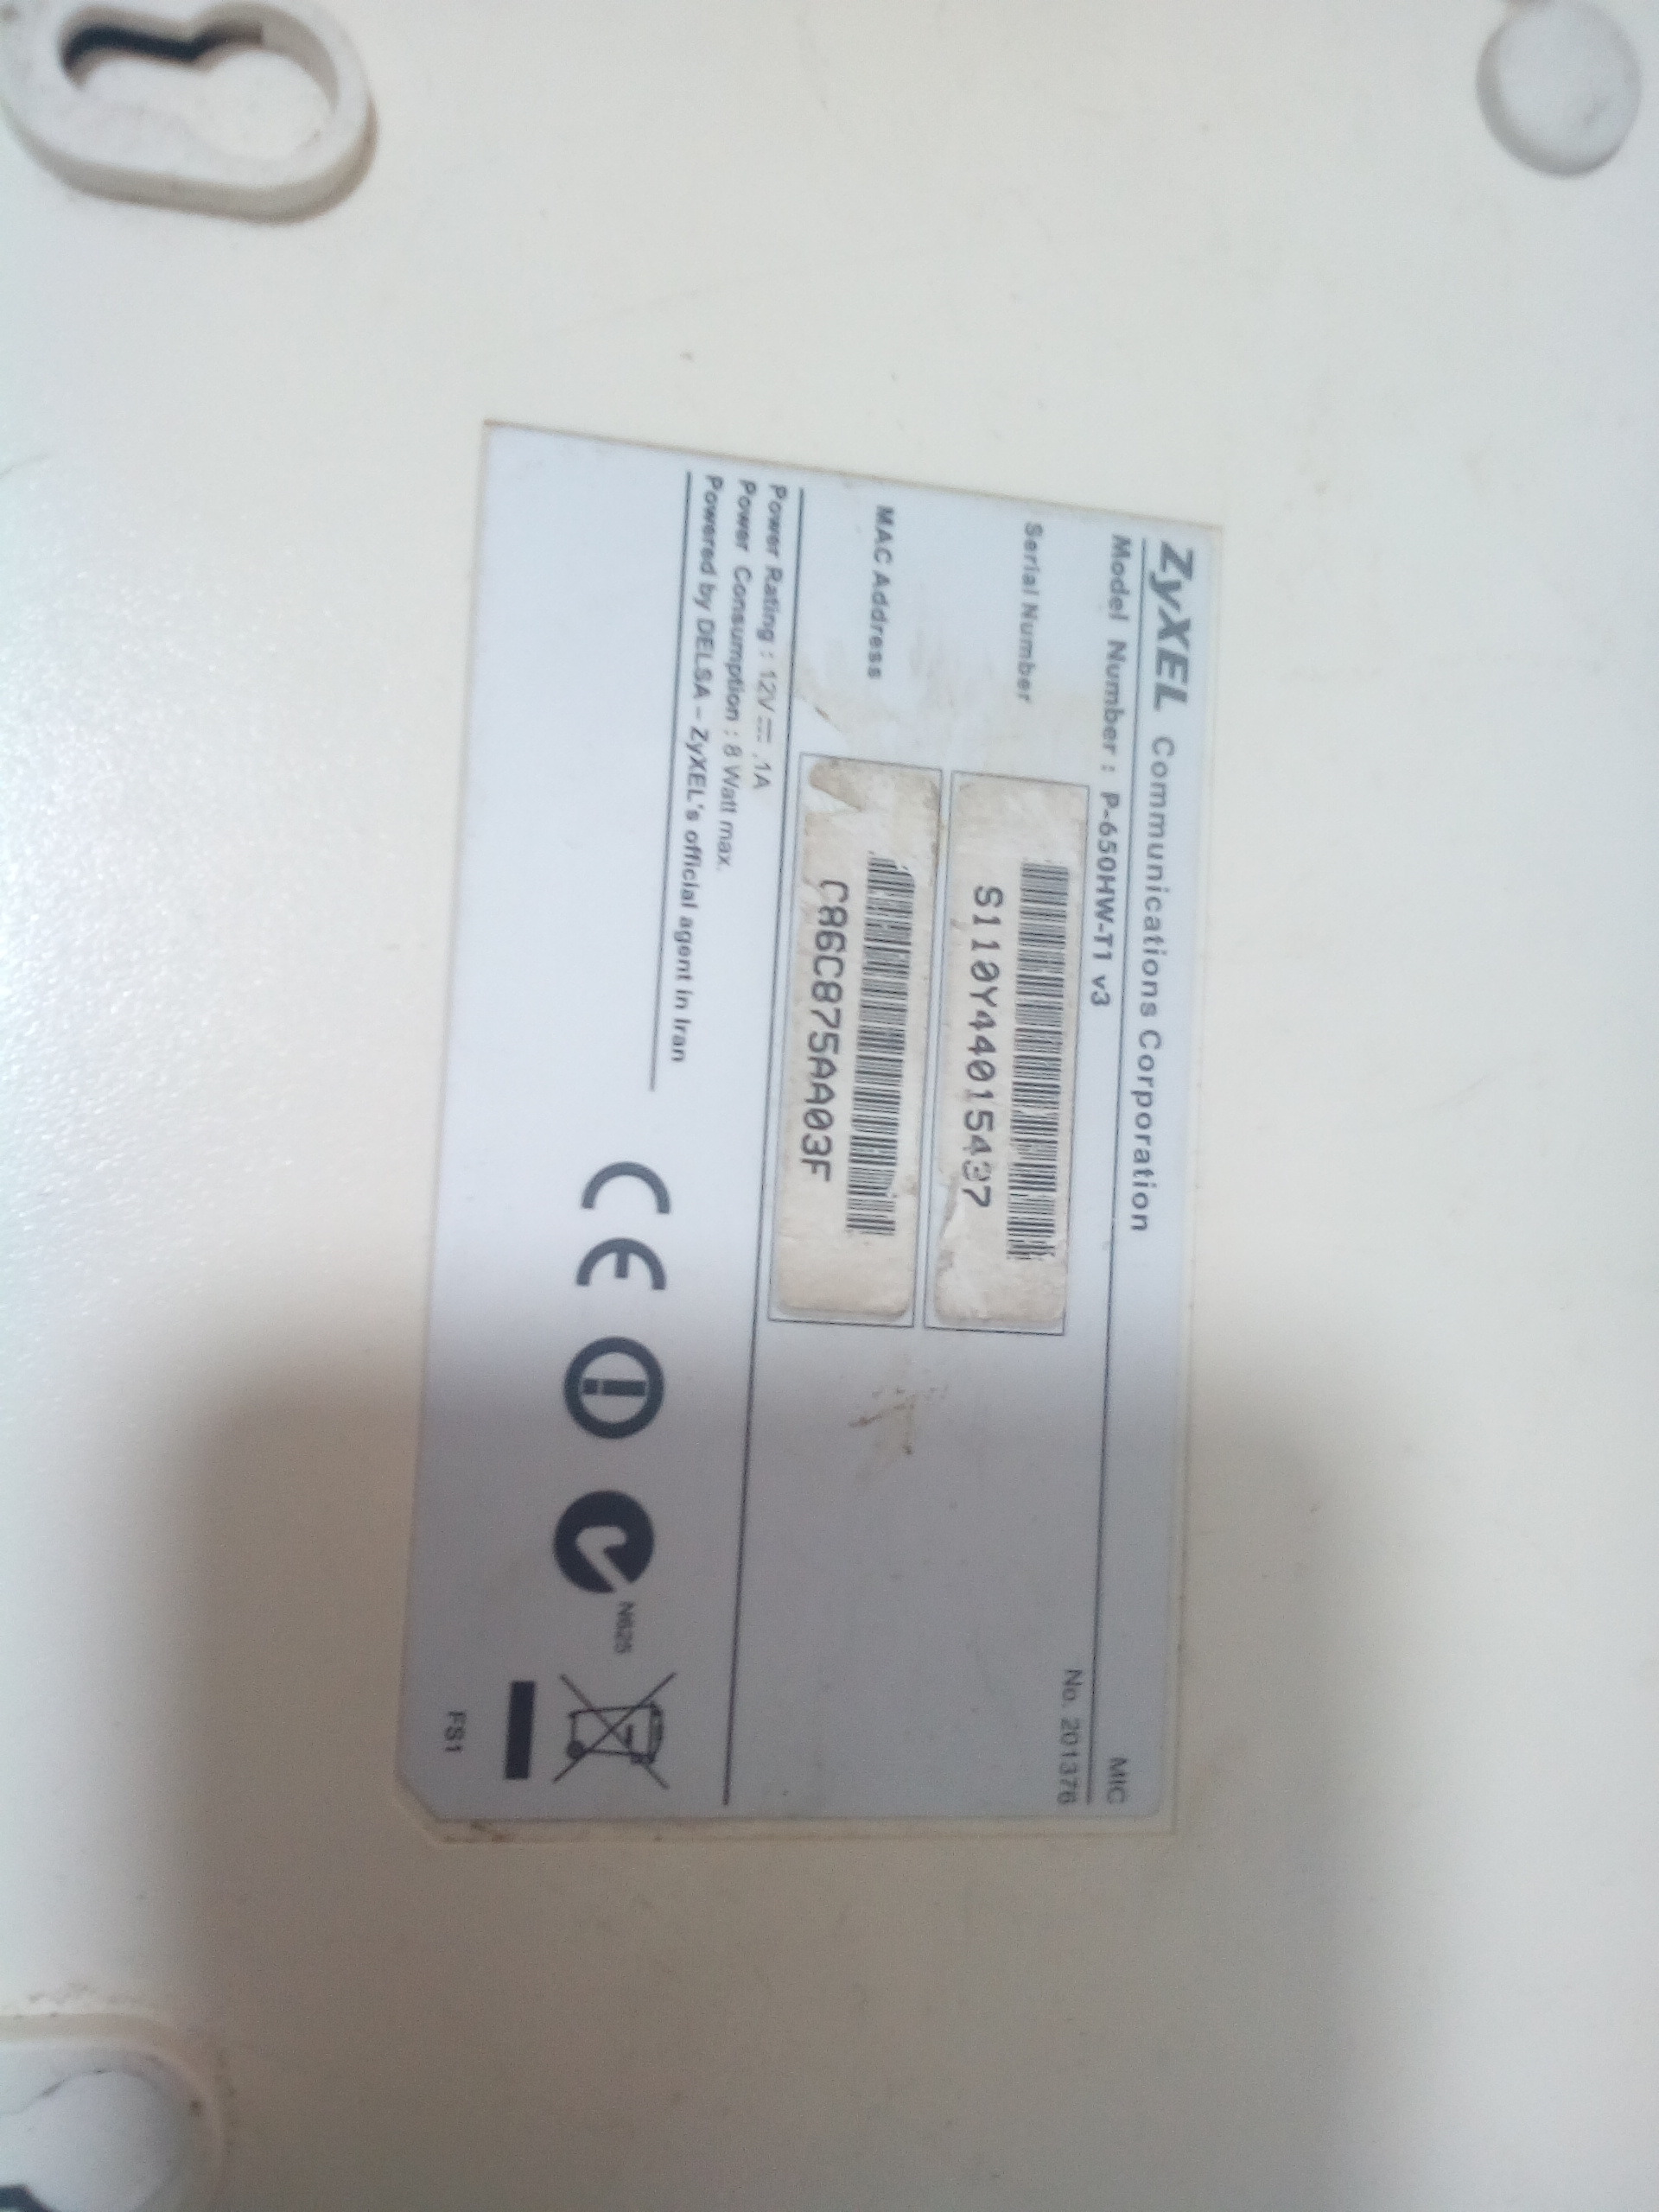 ZyXEL Communications Corporation MIC
Model Number : P-650HW-T1 v3 No. 201376
Serial Number
S110Y44015437
MAC Address
C86C875AA03F
Power Rating : 12V ⎓ .1A
Power Consumption : 8 Watt max.
Powered by DELSA – ZyXEL's official agent in Iran
CE
N625
FS1